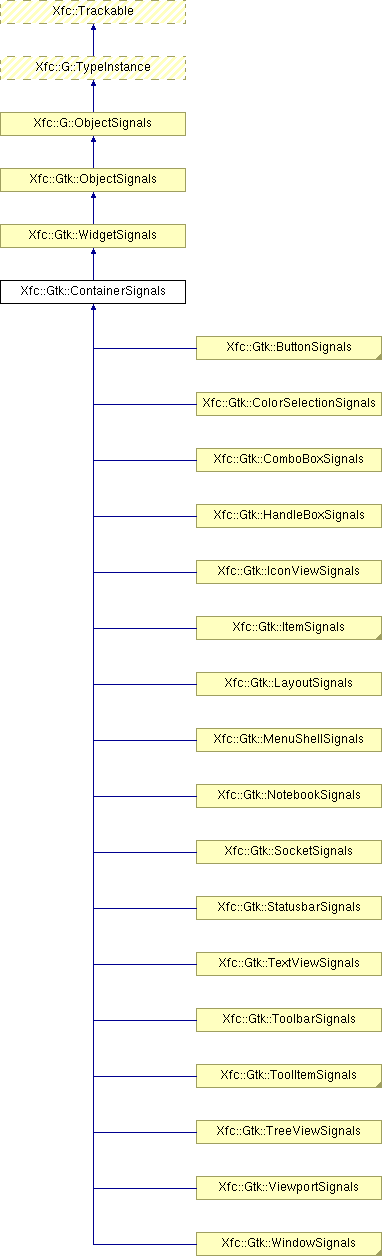 Xfc::Trackable
Xfc::G::TypeInstance
Xfc::G::ObjectSignals
Xfc::Gtk::ObjectSignals
Xfc::Gtk::WidgetSignals
Xfc::Gtk::ContainerSignals
Xfc::Gtk::ButtonSignals
Xfc::Gtk::ColorSelectionSignals
Xfc::Gtk::ComboBoxSignals
Xfc::Gtk::HandleBoxSignals
Xfc::Gtk::IconViewSignals
Xfc::Gtk::ItemSignals
Xfc::Gtk::LayoutSignals
Xfc::Gtk::MenuShellSignals
Xfc::Gtk::NotebookSignals
Xfc::Gtk::SocketSignals
Xfc::Gtk::StatusbarSignals
Xfc::Gtk::TextViewSignals
Xfc::Gtk::ToolbarSignals
Xfc::Gtk::ToolItemSignals
Xfc::Gtk::TreeViewSignals
Xfc::Gtk::ViewportSignals
Xfc::Gtk::WindowSignals